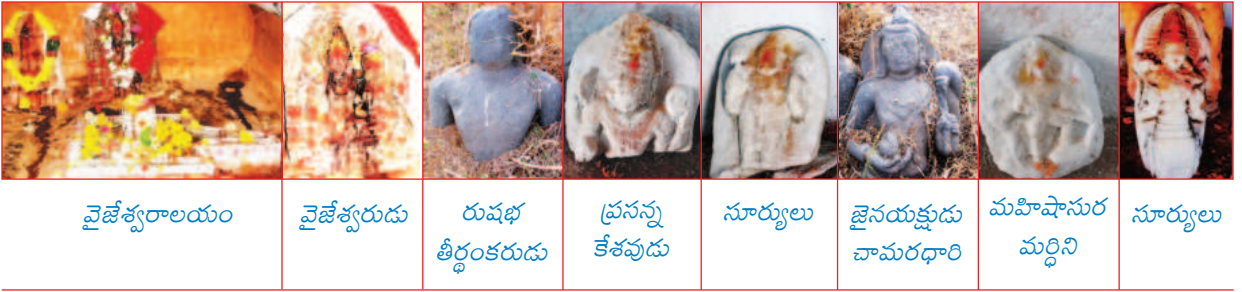 వైజేశ్వరాలయం
వైజేశ్వరుడు
రుషభ
తీర్థంకరుడు
ప్రసన్న
కేశవుడు
సూర్యులు
జైనయక్షుడు
చామరధారి
మహిషాసుర
మర్ధిని
సూర్యులు